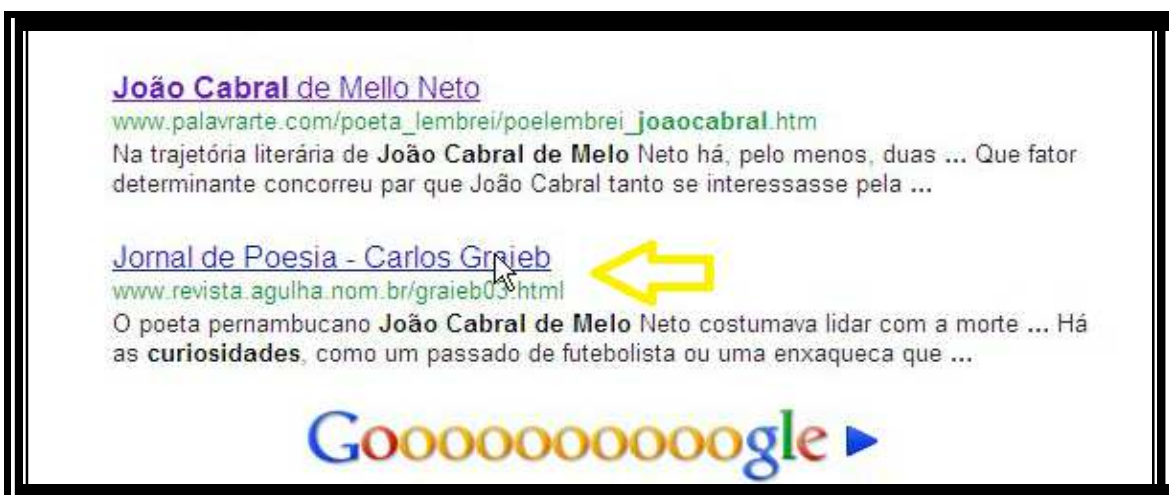 João Cabral de Mello Neto
www.palavrarte.com/poeta_lembrei/poelembrei_joaocabral.htm
Na trajetória literária de João Cabral de Melo Neto há, pelo menos, duas ... Que fator
determinante concorreu par que João Cabral tanto se interessasse pela ...
Jornal de Poesia - Carlos Graieb
www.revista.agulha.nom.br/graieb03.html
O poeta pernambucano João Cabral de Melo Neto costumava lidar com a morte ... Há
as curiosidades, como um passado de futebolista ou uma enxaqueca que ...
Goooooooooogle